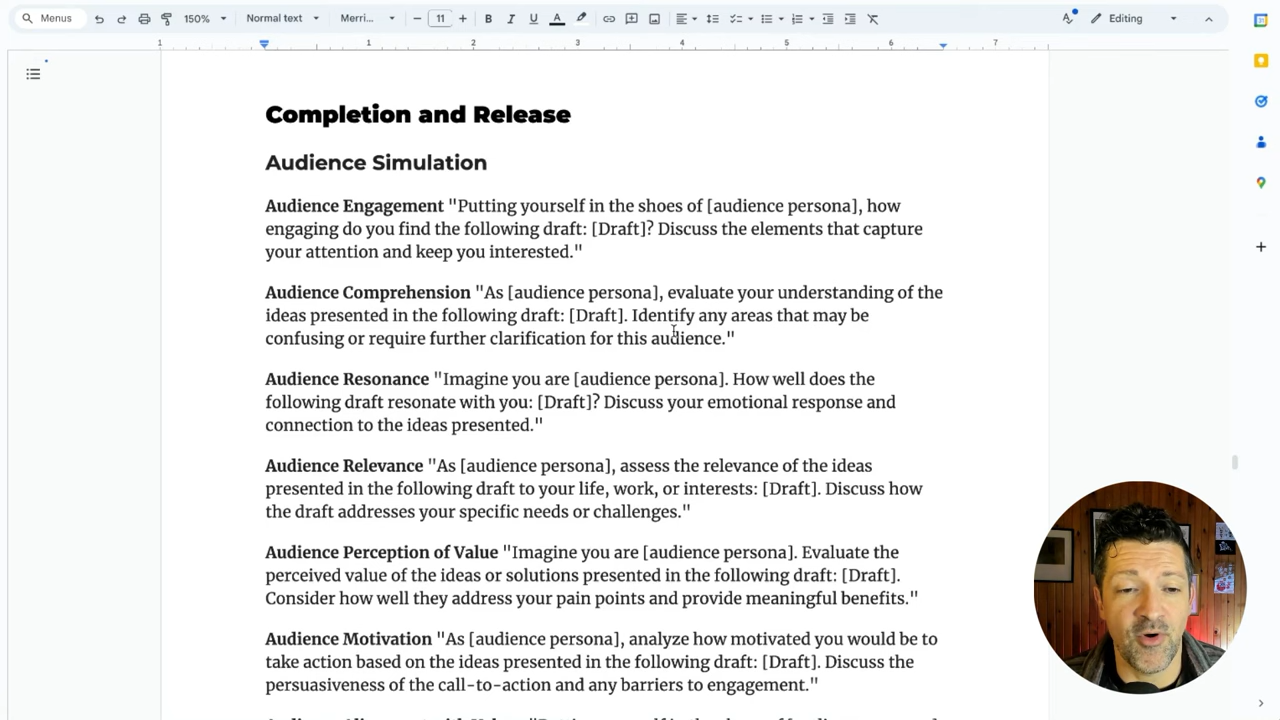 Menus 150% Normal text Merri... 11 B I U A Editing
1 1 2 3 4 5 6 7
Completion and Release
Audience Simulation
Audience Engagement "Putting yourself in the shoes of [audience persona], how
engaging do you find the following draft: [Draft]? Discuss the elements that capture
your attention and keep you interested."
Audience Comprehension "As [audience persona], evaluate your understanding of the
ideas presented in the following draft: [Draft]. Identify any areas that may be
confusing or require further clarification for this audience."
Audience Resonance "Imagine you are [audience persona]. How well does the
following draft resonate with you: [Draft]? Discuss your emotional response and
connection to the ideas presented."
Audience Relevance "As [audience persona], assess the relevance of the ideas
presented in the following draft to your life, work, or interests: [Draft]. Discuss how
the draft addresses your specific needs or challenges."
Audience Perception of Value "Imagine you are [audience persona]. Evaluate the
perceived value of the ideas or solutions presented in the following draft: [Draft].
Consider how well they address your pain points and provide meaningful benefits."
Audience Motivation "As [audience persona], analyze how motivated you would be to
take action based on the ideas presented in the following draft: [Draft]. Discuss the
persuasiveness of the call-to-action and any barriers to engagement."